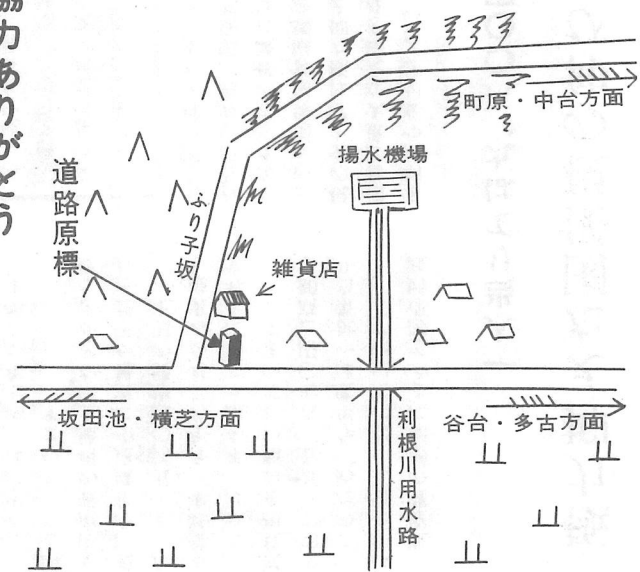 協力ありがとう
町原・中台方面
揚水機場
道路原標
ふり子坂
雑貨店
坂田池・横芝方面
谷台・多古方面
利根川用水路